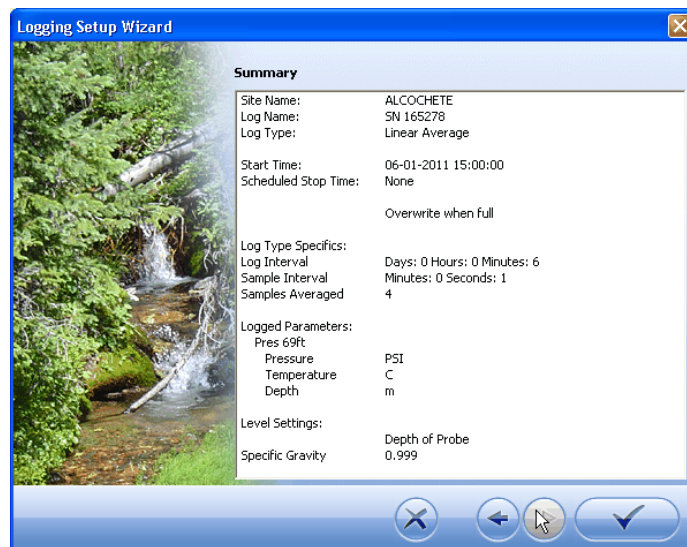 Logging Setup Wizard
Summary
Site Name: ALCOCHETE
Log Name: SN 165278
Log Type: Linear Average
Start Time: 06-01-2011 15:00:00
Scheduled Stop Time: None
Overwrite when full
Log Type Specifics:
Log Interval Days: 0 Hours: 0 Minutes: 6
Sample Interval Minutes: 0 Seconds: 1
Samples Averaged 4
Logged Parameters:
Pres 69ft
Pressure PSI
Temperature C
Depth m
Level Settings:
Depth of Probe
Specific Gravity 0.999